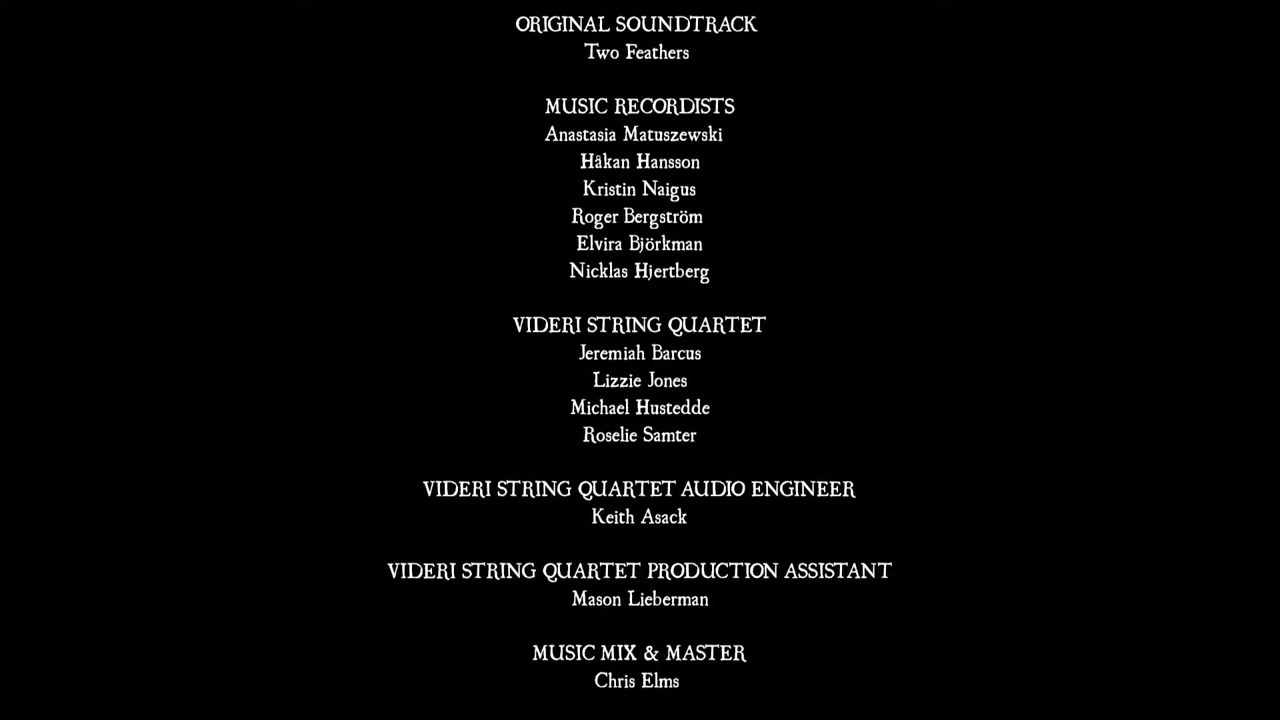 ORIGINAL SOUNDTRACK
Two Feathers
MUSIC RECORDISTS
Anastasia Matuszewski
Håkan Hansson
Kristin Naigus
Roger Bergström
Elvira Björkman
Nicklas Hjertberg
VIDERI STRING QUARTET
Jeremiah Barcus
Lizzie Jones
Michael Hustedde
Roselie Samter
VIDERI STRING QUARTET AUDIO ENGINEER
Keith Asack
VIDERI STRING QUARTET PRODUCTION ASSISTANT
Mason Lieberman
MUSIC MIX & MASTER
Chris Elms